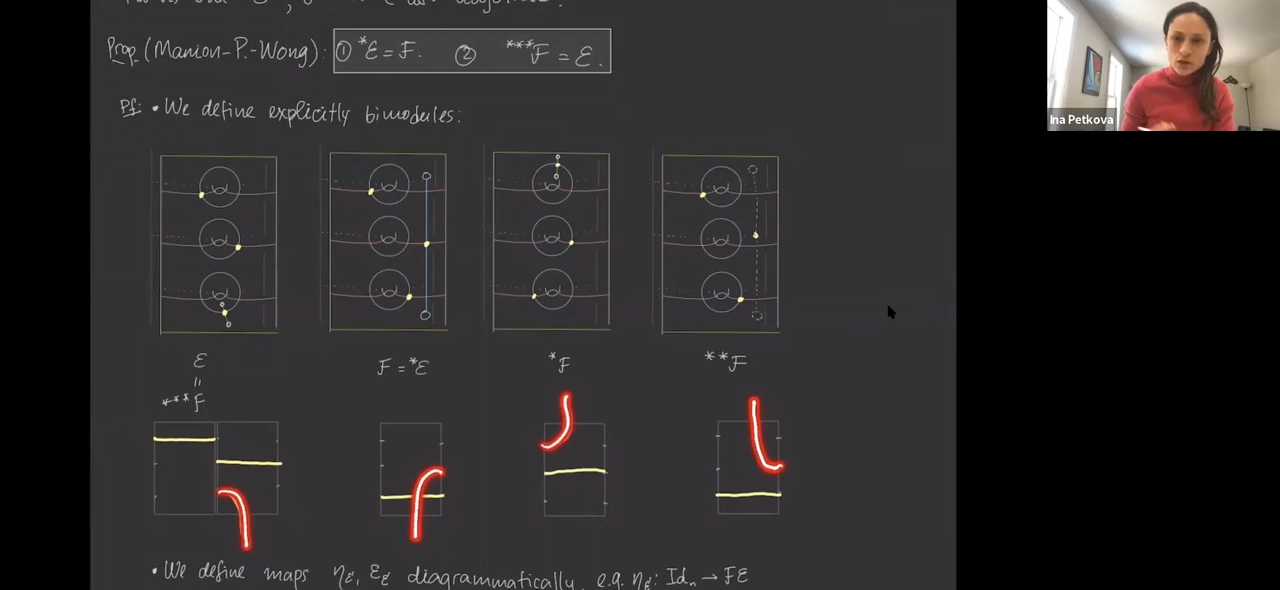 Prop (Manion-P.-Wong): ① *ℰ = F. ② ***F = ℰ.
Pf: • We define explicitly bimodules:
ℰ
=
***F
F = *ℰ
*F
**F
• We define maps η_ℰ, ε_ℰ diagrammatically, e.g. η_ℰ: Id_n → Fℰ
Ina Petkova